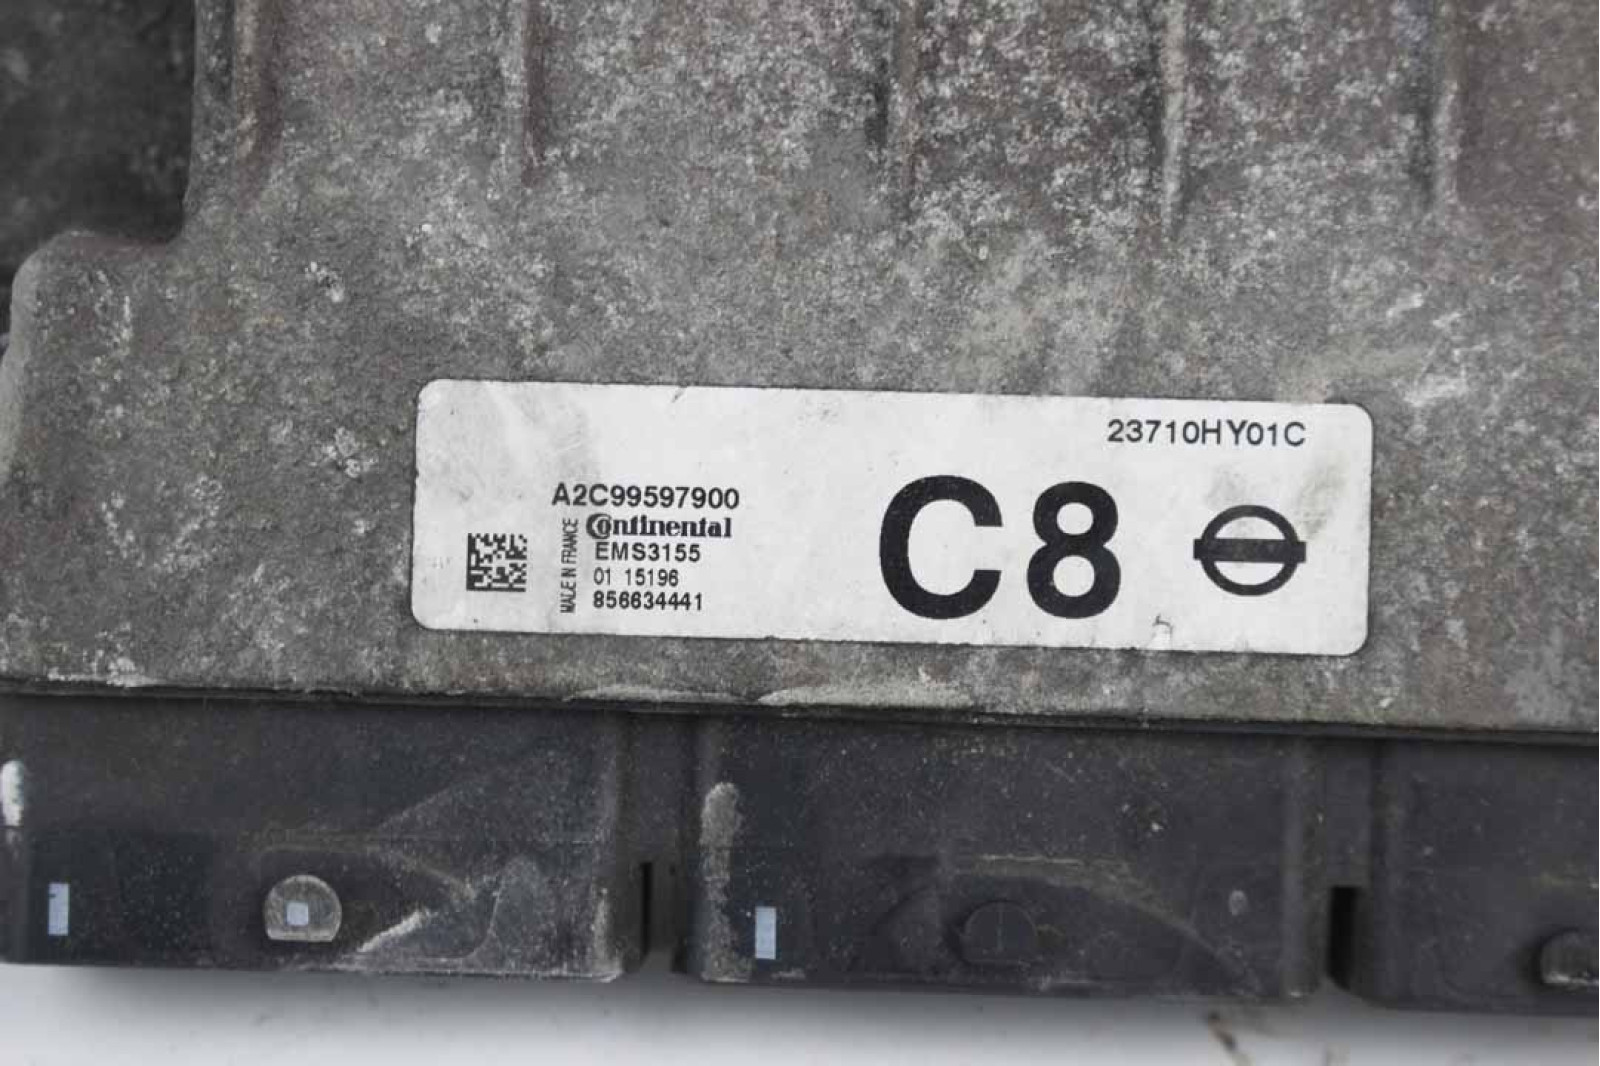 23710HY01C
A2C99597900
Continental
MADE IN FRANCE
EMS3155
01 15196
856634441
C8